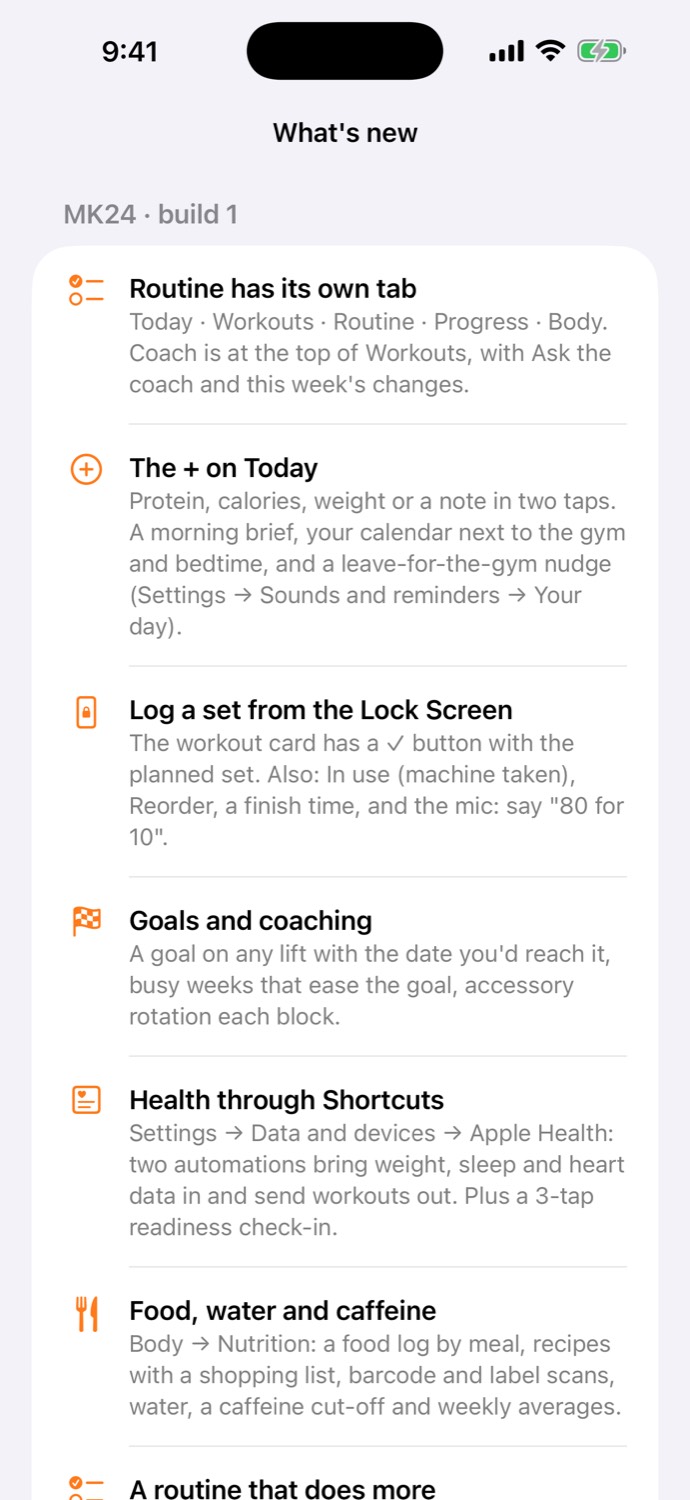 9:41
What's new
MK24 · build 1
Routine has its own tab
Today · Workouts · Routine · Progress · Body.
Coach is at the top of Workouts, with Ask the
coach and this week's changes.
The + on Today
Protein, calories, weight or a note in two taps.
A morning brief, your calendar next to the gym
and bedtime, and a leave-for-the-gym nudge
(Settings → Sounds and reminders → Your
day).
Log a set from the Lock Screen
The workout card has a ✓ button with the
planned set. Also: In use (machine taken),
Reorder, a finish time, and the mic: say "80 for
10".
Goals and coaching
A goal on any lift with the date you'd reach it,
busy weeks that ease the goal, accessory
rotation each block.
Health through Shortcuts
Settings → Data and devices → Apple Health:
two automations bring weight, sleep and heart
data in and send workouts out. Plus a 3-tap
readiness check-in.
Food, water and caffeine
Body → Nutrition: a food log by meal, recipes
with a shopping list, barcode and label scans,
water, a caffeine cut-off and weekly averages.
A routine that does more